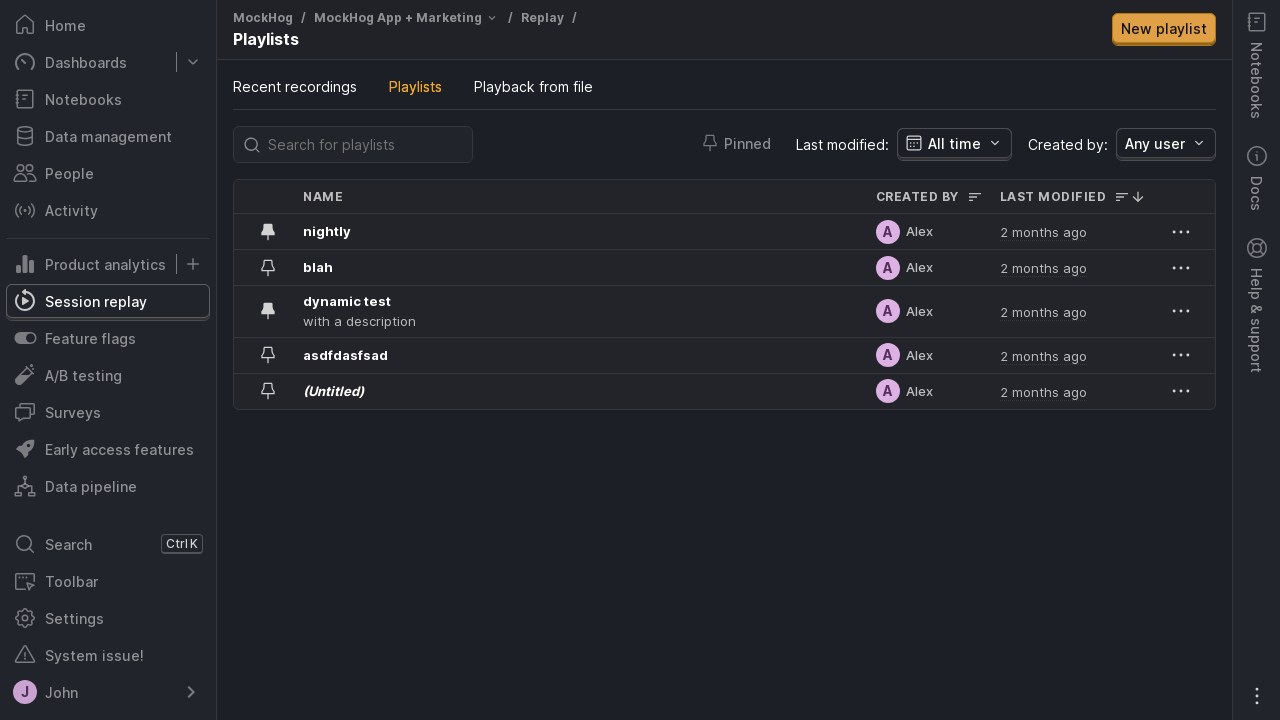 Home
Dashboards
Notebooks
Data management
People
Activity
Product analytics
Session replay
Feature flags
A/B testing
Surveys
Early access features
Data pipeline
Search Ctrl K
Toolbar
Settings
System issue!
J John
MockHog / MockHog App + Marketing / Replay /
Playlists
New playlist
Recent recordings Playlists Playback from file
Search for playlists Pinned Last modified: All time Created by: Any user
NAME CREATED BY LAST MODIFIED
nightly A Alex 2 months ago
blah A Alex 2 months ago
dynamic test
with a description A Alex 2 months ago
asdfdasfsad A Alex 2 months ago
(Untitled) A Alex 2 months ago
Notebooks
Docs
Help & support